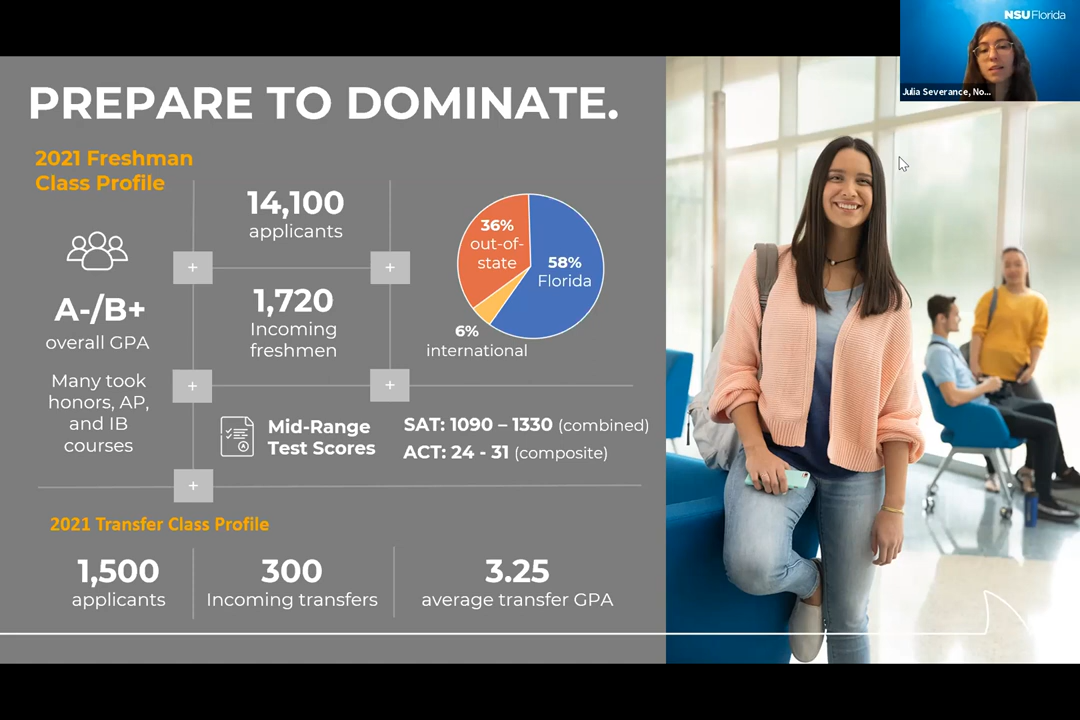 NSUFlorida
Julia Severance, No...
PREPARE TO DOMINATE.
2021 Freshman
Class Profile
A-/B+
overall GPA
Many took
honors, AP,
and IB
courses
14,100
applicants
1,720
Incoming
freshmen
36%
out-of-
state
58%
Florida
6%
international
Mid-Range
Test Scores
SAT: 1090 – 1330 (combined)
ACT: 24 - 31 (composite)
2021 Transfer Class Profile
1,500
applicants
300
Incoming transfers
3.25
average transfer GPA